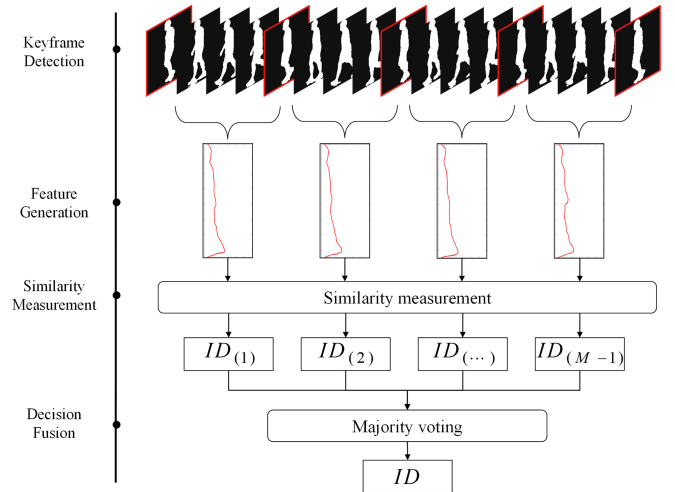 Keyframe
Detection
Feature
Generation
Similarity
Measurement
Similarity measurement
ID(1) ID(2) ID(⋯) ID(M−1)
Decision
Fusion
Majority voting
ID